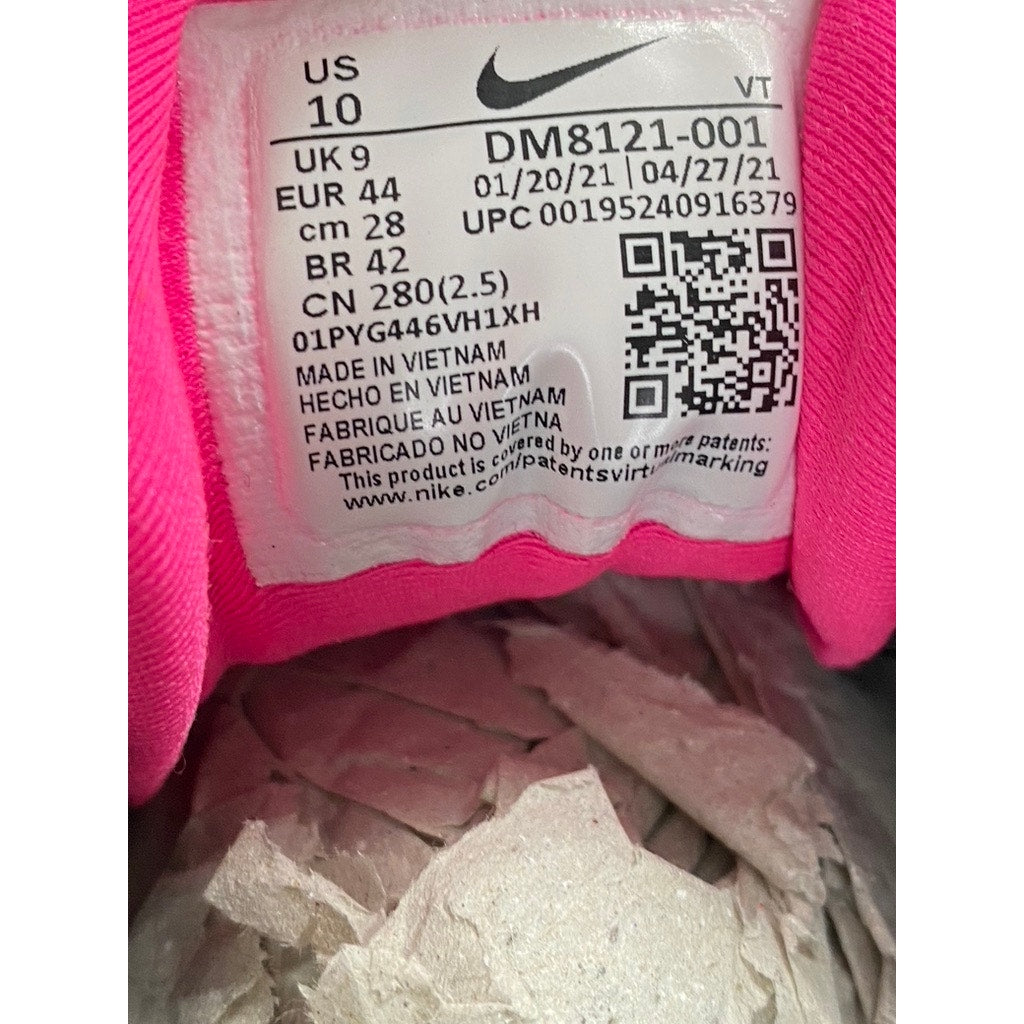 US
10
VT
UK 9
EUR 44
cm 28
BR 42
CN 280(2.5)
DM8121-001
01/20/21 | 04/27/21
UPC 00195240916379
01PYG446VH1XH
MADE IN VIETNAM
HECHO EN VIETNAM
FABRIQUE AU VIETNAM
FABRICADO NO VIETNA
This product is covered by one or more patents:
www.nike.com/patentsvirtualmarking